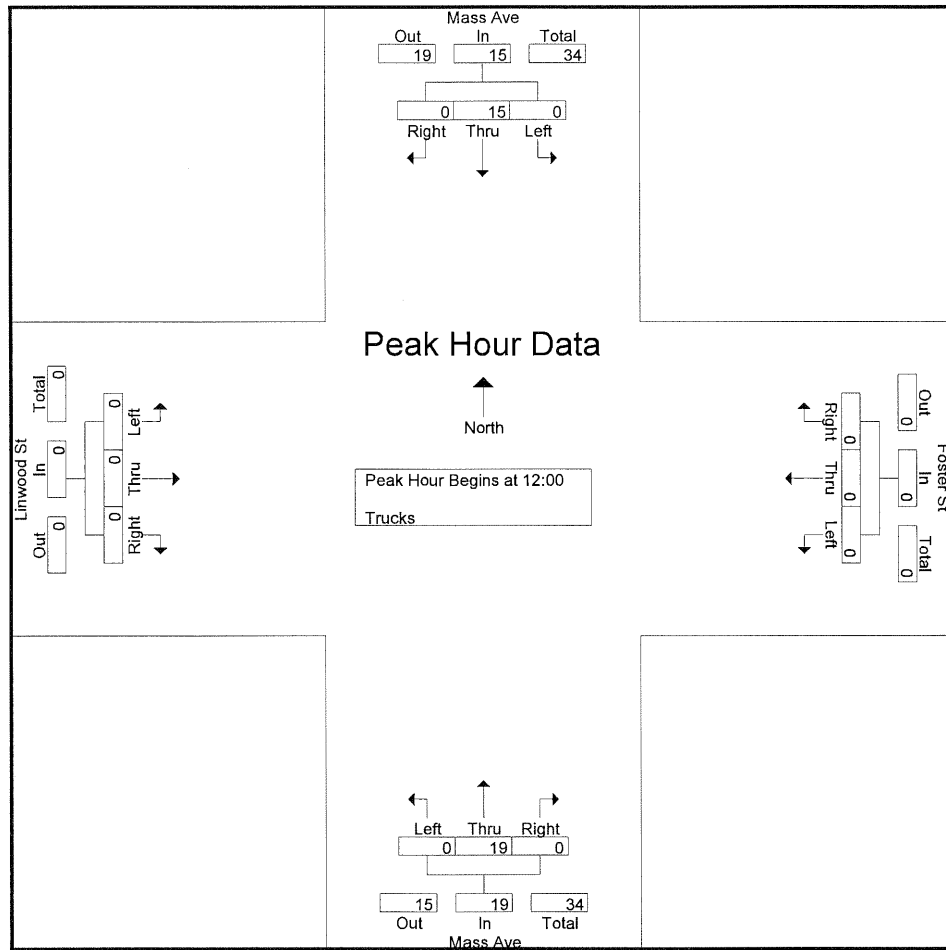 Mass Ave
Out In Total
19 15 34
0 15 0
Right Thru Left
Peak Hour Data
North
Peak Hour Begins at 12:00
Trucks
Linwood St
Out In Total
0 0 0
0 0 0
Right Thru Left
Foster St
Out In Total
0 0 0
0 0 0
Right Thru Left
Left Thru Right
0 19 0
15 19 34
Out In Total
Mass Ave